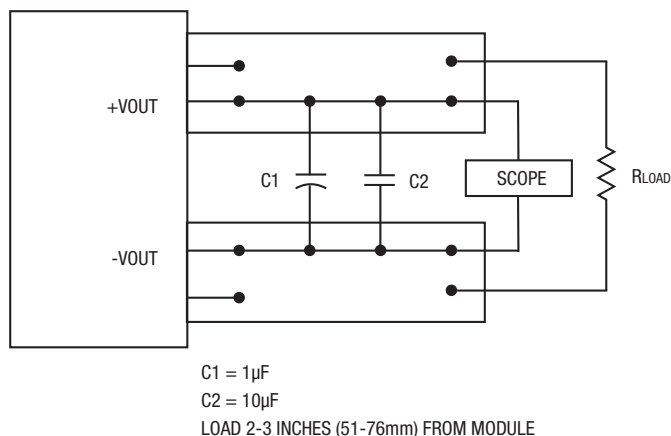 +VOUT
C1
C2
SCOPE
RLOAD
-VOUT
C1 = 1µF
C2 = 10µF
LOAD 2-3 INCHES (51-76mm) FROM MODULE